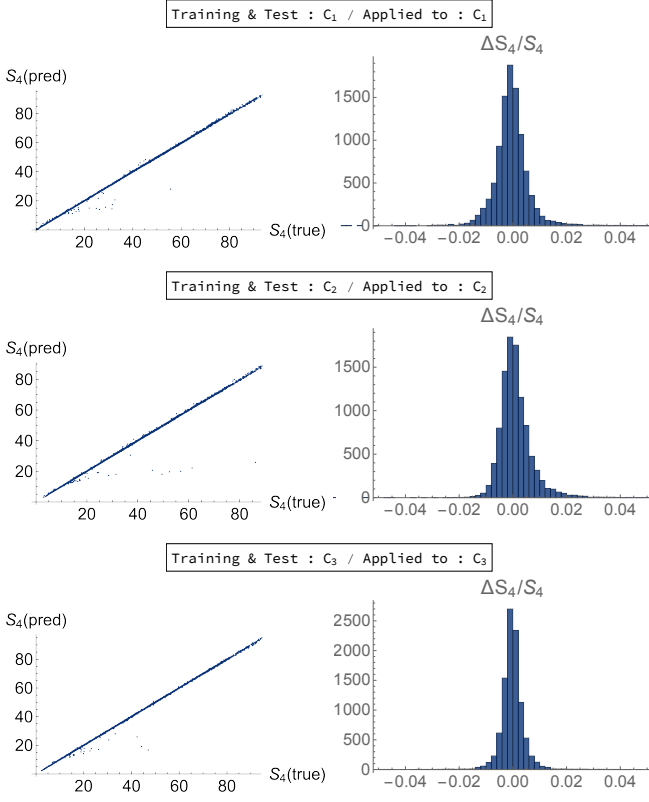 Training & Test : C₁ / Applied to : C₁
S₄(pred)
80
60
40
20
20 40 60 80
S₄(true)
ΔS₄/S₄
1500
1000
500
0
−0.04 −0.02 0.00 0.02 0.04
Training & Test : C₂ / Applied to : C₂
S₄(pred)
80
60
40
20
20 40 60 80
S₄(true)
ΔS₄/S₄
1500
1000
500
0
−0.04 −0.02 0.00 0.02 0.04
Training & Test : C₃ / Applied to : C₃
S₄(pred)
80
60
40
20
20 40 60 80
S₄(true)
ΔS₄/S₄
2500
2000
1500
1000
500
0
−0.04 −0.02 0.00 0.02 0.04